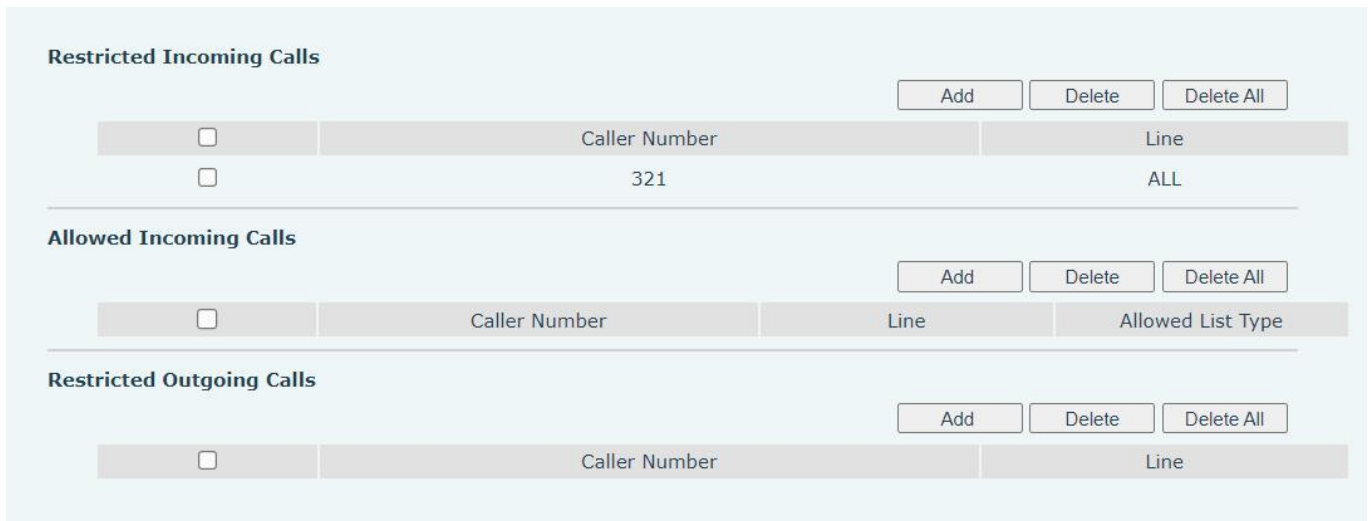 Restricted Incoming Calls
Add Delete Delete All
Caller Number Line
321 ALL
Allowed Incoming Calls
Add Delete Delete All
Caller Number Line Allowed List Type
Restricted Outgoing Calls
Add Delete Delete All
Caller Number Line